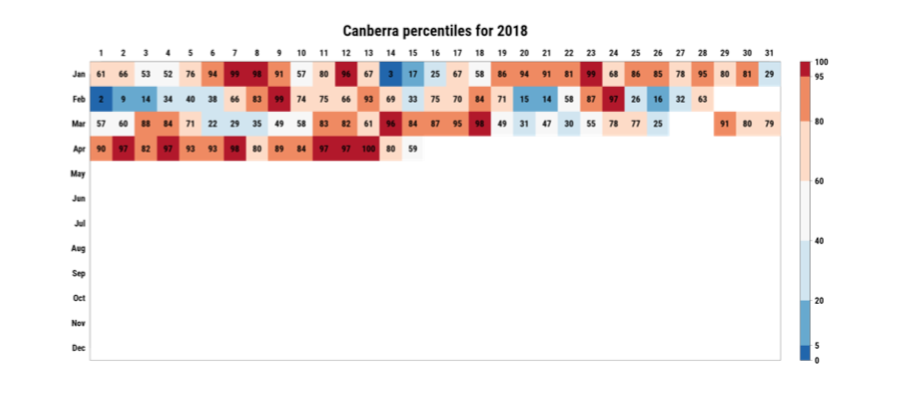 Canberra percentiles for 2018
1 2 3 4 5 6 7 8 9 10 11 12 13 14 15 16 17 18 19 20 21 22 23 24 25 26 27 28 29 30 31
Jan 61 66 53 52 76 94 99 98 91 57 80 96 67 3 17 25 67 58 86 94 91 81 99 68 86 85 78 95 80 81 29
Feb 2 9 14 34 40 38 66 83 99 74 75 66 93 69 33 75 70 84 71 15 14 58 87 97 26 16 32 63
Mar 57 60 88 84 71 22 29 35 49 58 83 82 61 96 84 87 95 98 49 31 47 30 55 78 77 25 91 80 79
Apr 90 97 82 97 93 93 98 80 89 84 97 97 100 80 59
May
Jun
Jul
Aug
Sep
Oct
Nov
Dec
100
95
80
60
40
20
5
0